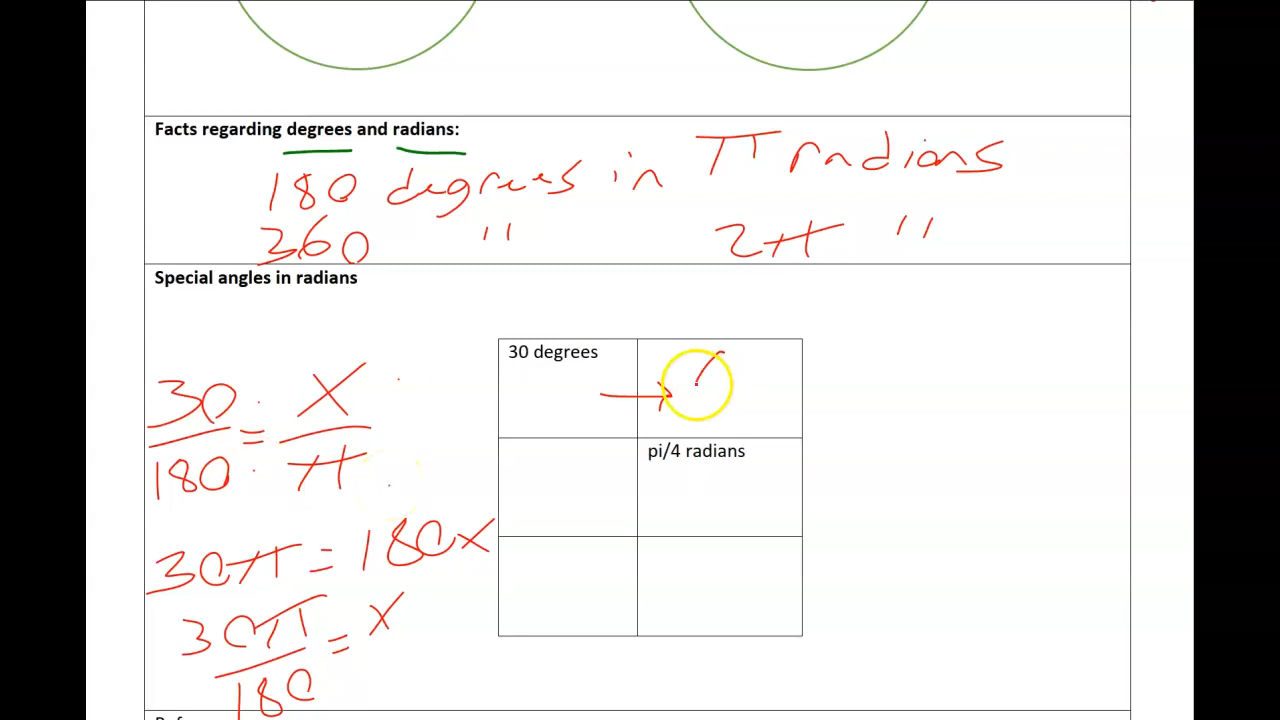 Facts regarding degrees and radians:
180 degrees in π radians
360 " 2π "
Special angles in radians
30 degrees
30/180 = x/π
pi/4 radians
30π = 180x
30π/180 = x